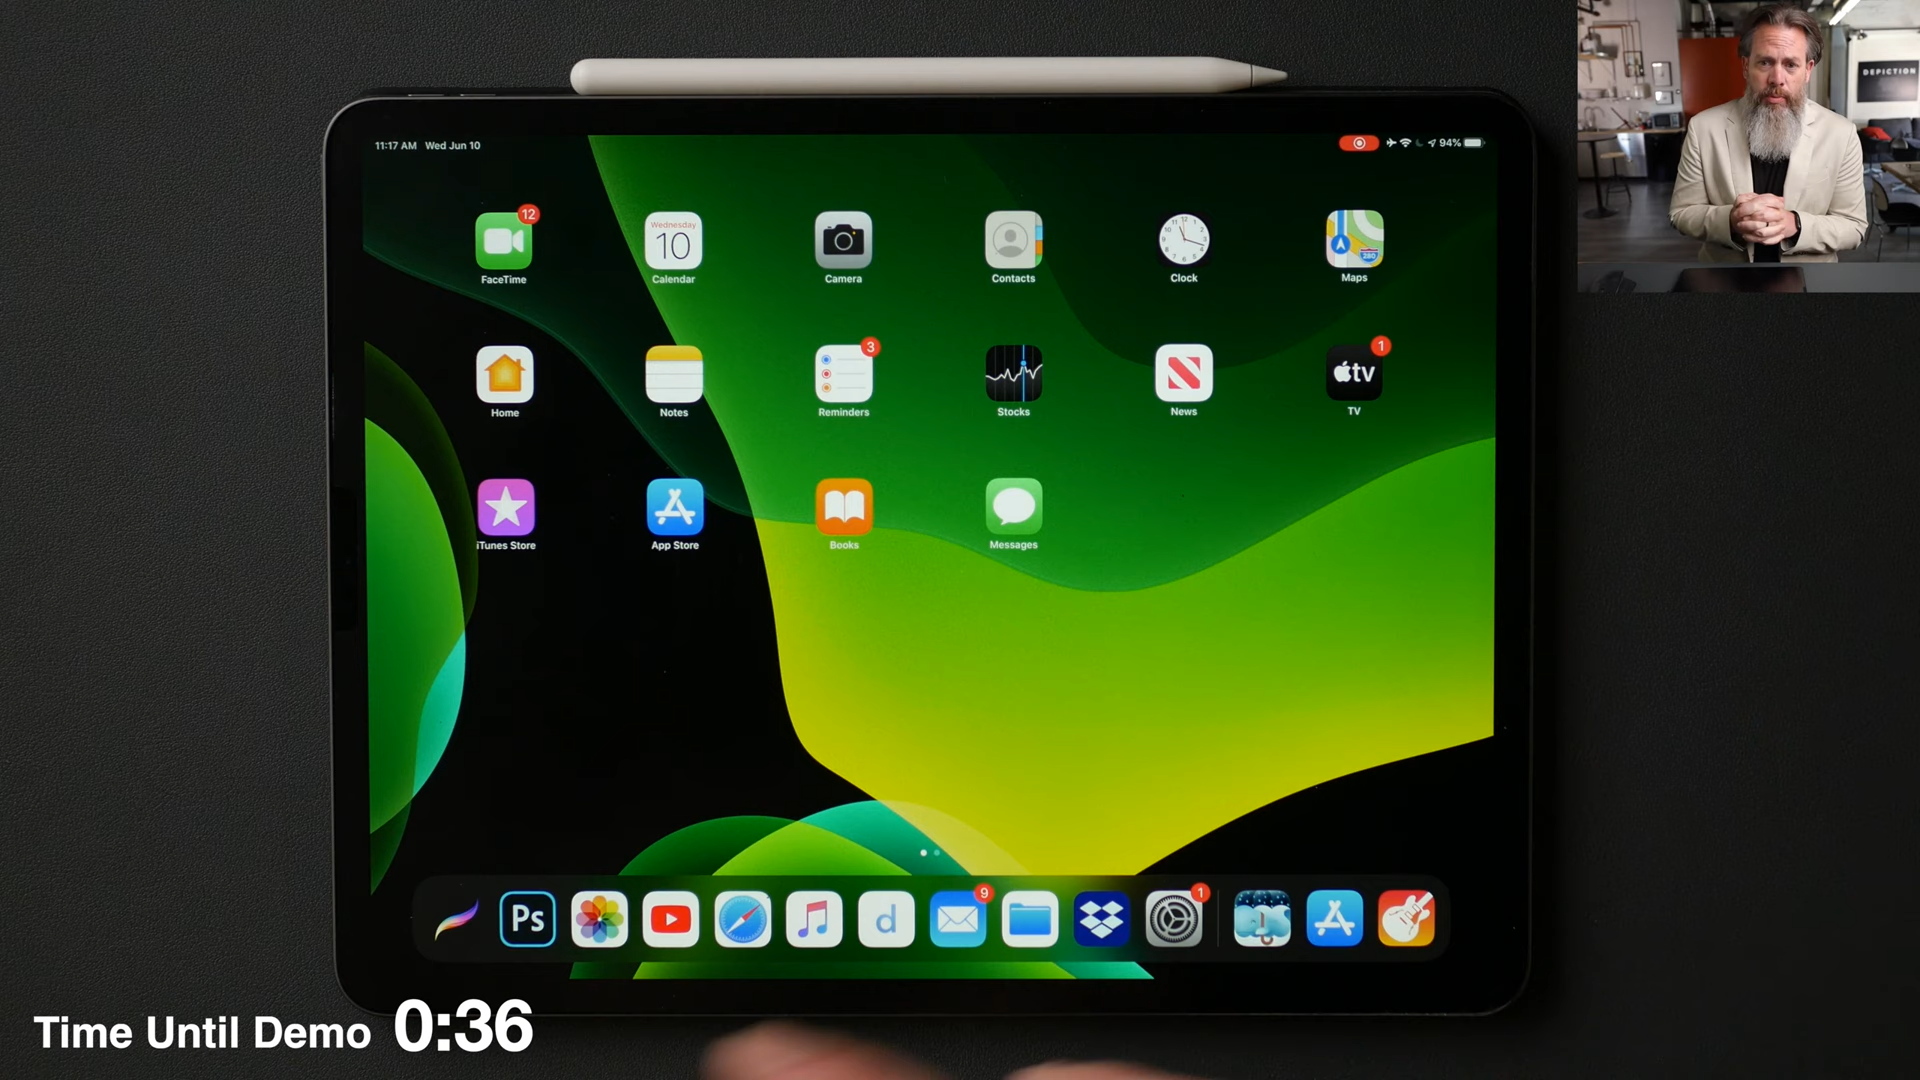 DEPICTION
11:17 AM Wed Jun 10
94%
12
Wednesday
10
280
FaceTime
Calendar
Camera
Contacts
Clock
Maps
3
1
tv
Home
Notes
Reminders
Stocks
News
TV
iTunes Store
App Store
Books
Messages
Ps
d
9
1
Time Until Demo 0:36